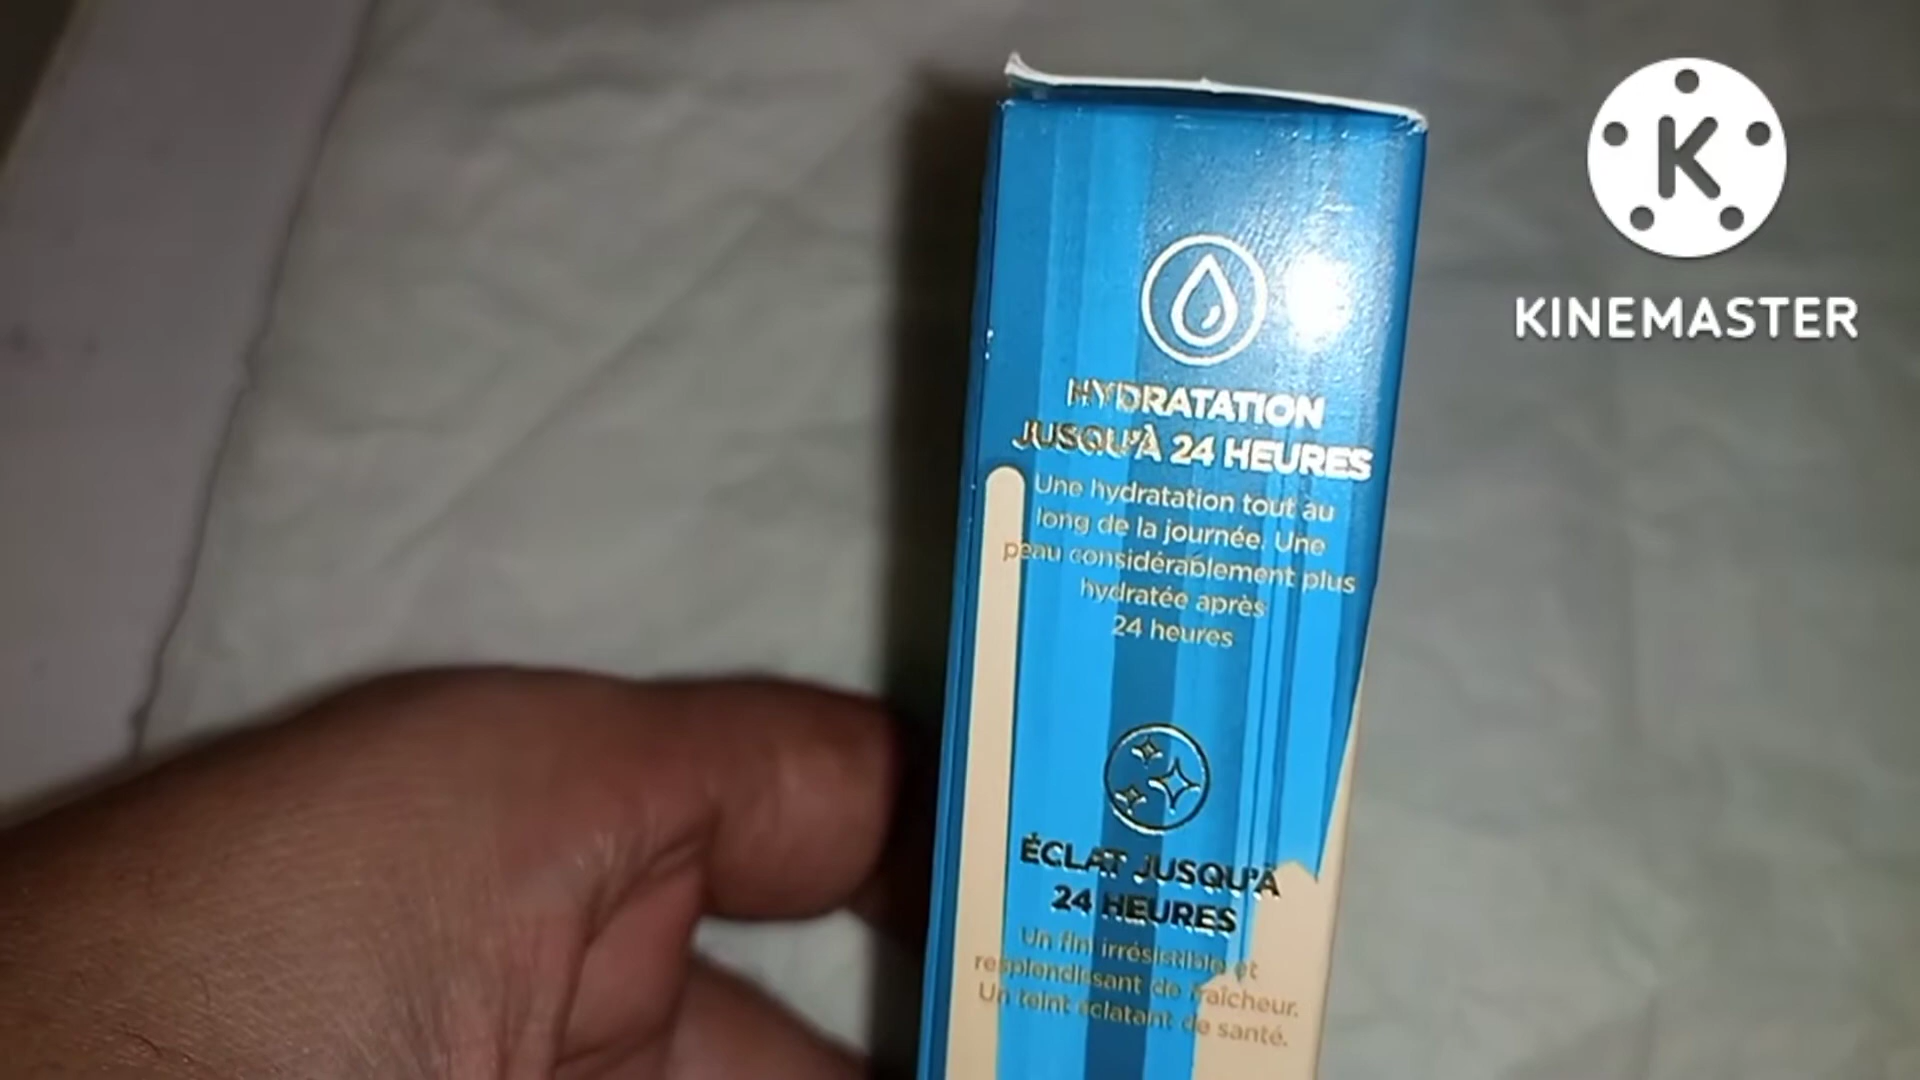 K
KINEMASTER
HYDRATATION
JUSQU'À 24 HEURES
Une hydratation tout au
long de la journée. Une
peau considérablement plus
hydratée après
24 heures
ÉCLAT JUSQU'À
24 HEURES
Un fini irrésistible et
resplendissant de fraîcheur.
Un teint éclatant de santé.